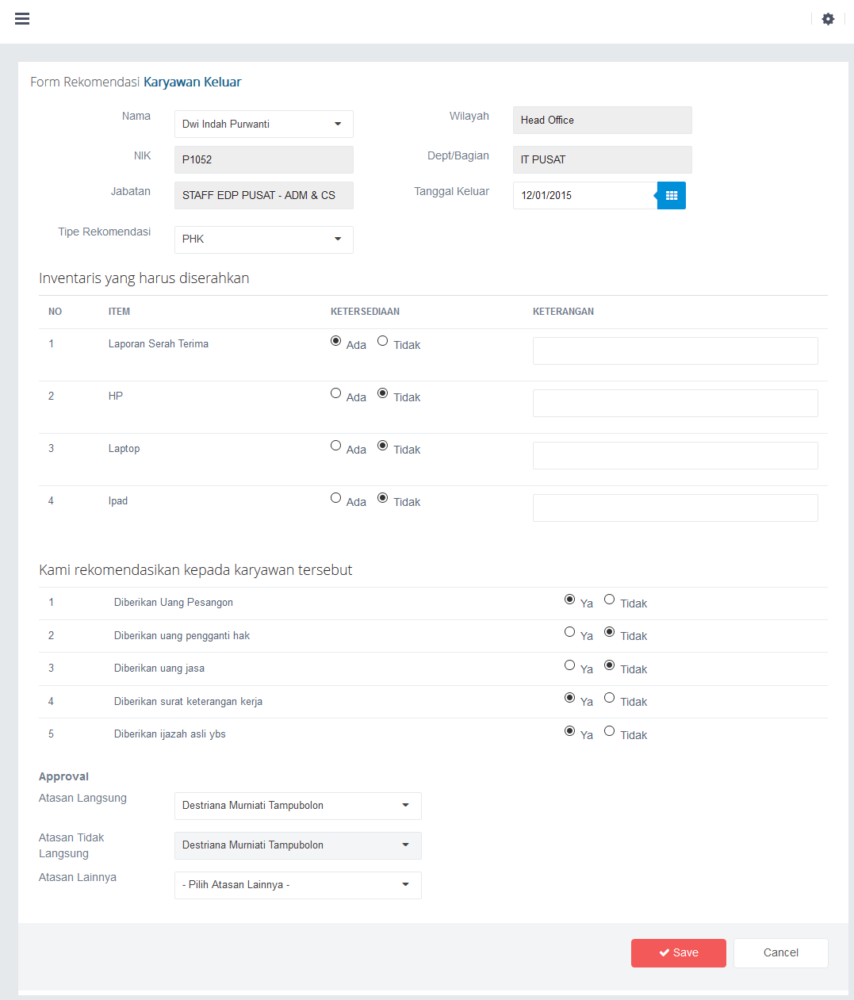 Form Rekomendasi Karyawan Keluar
Nama Dwi Indah Purwanti Wilayah Head Office
NIK P1052 Dept/Bagian IT PUSAT
Jabatan STAFF EDP PUSAT - ADM & CS Tanggal Keluar 12/01/2015
Tipe Rekomendasi PHK
Inventaris yang harus diserahkan
NO ITEM KETERSEDIAAN KETERANGAN
1 Laporan Serah Terima Ada Tidak
2 HP Ada Tidak
3 Laptop Ada Tidak
4 Ipad Ada Tidak
Kami rekomendasikan kepada karyawan tersebut
1 Diberikan Uang Pesangon Ya Tidak
2 Diberikan uang pengganti hak Ya Tidak
3 Diberikan uang jasa Ya Tidak
4 Diberikan surat keterangan kerja Ya Tidak
5 Diberikan ijazah asli ybs Ya Tidak
Approval
Atasan Langsung Destriana Murniati Tampubolon
Atasan Tidak
Langsung Destriana Murniati Tampubolon
Atasan Lainnya - Pilih Atasan Lainnya -
Save Cancel